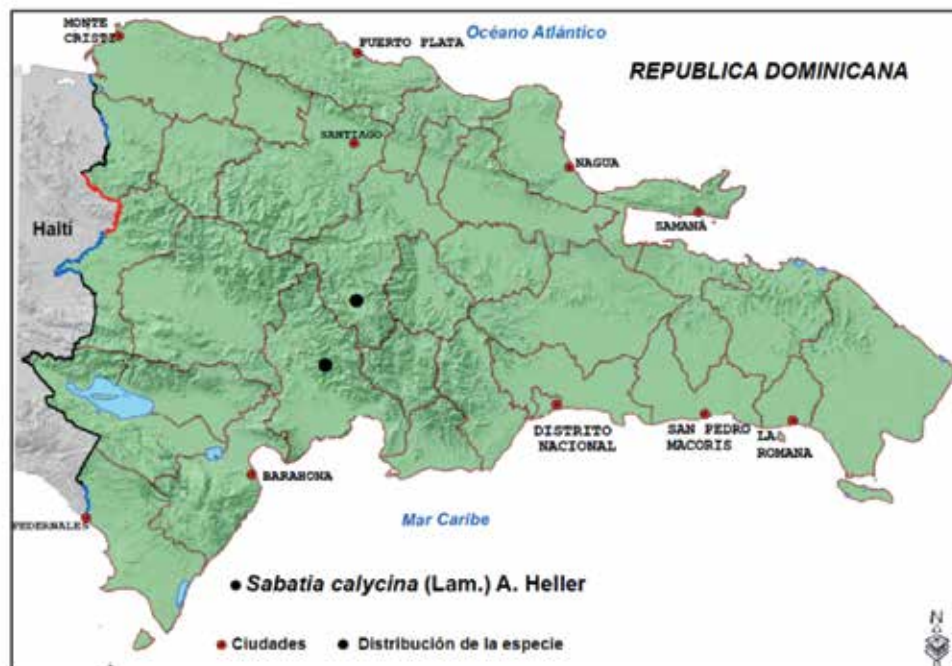 MONTE
CRISTI
PUERTO PLATA
Océano Atlántico
REPUBLICA DOMINICANA
SANTIAGO
NAGUA
SAMANÁ
Haití
DISTRITO
NACIONAL
SAN PEDRO
MACORIS
LA
ROMANA
BARAHONA
PEDERNALES
Mar Caribe
Sabatia calycina (Lam.) A. Heller
Ciudades
Distribución de la especie
N